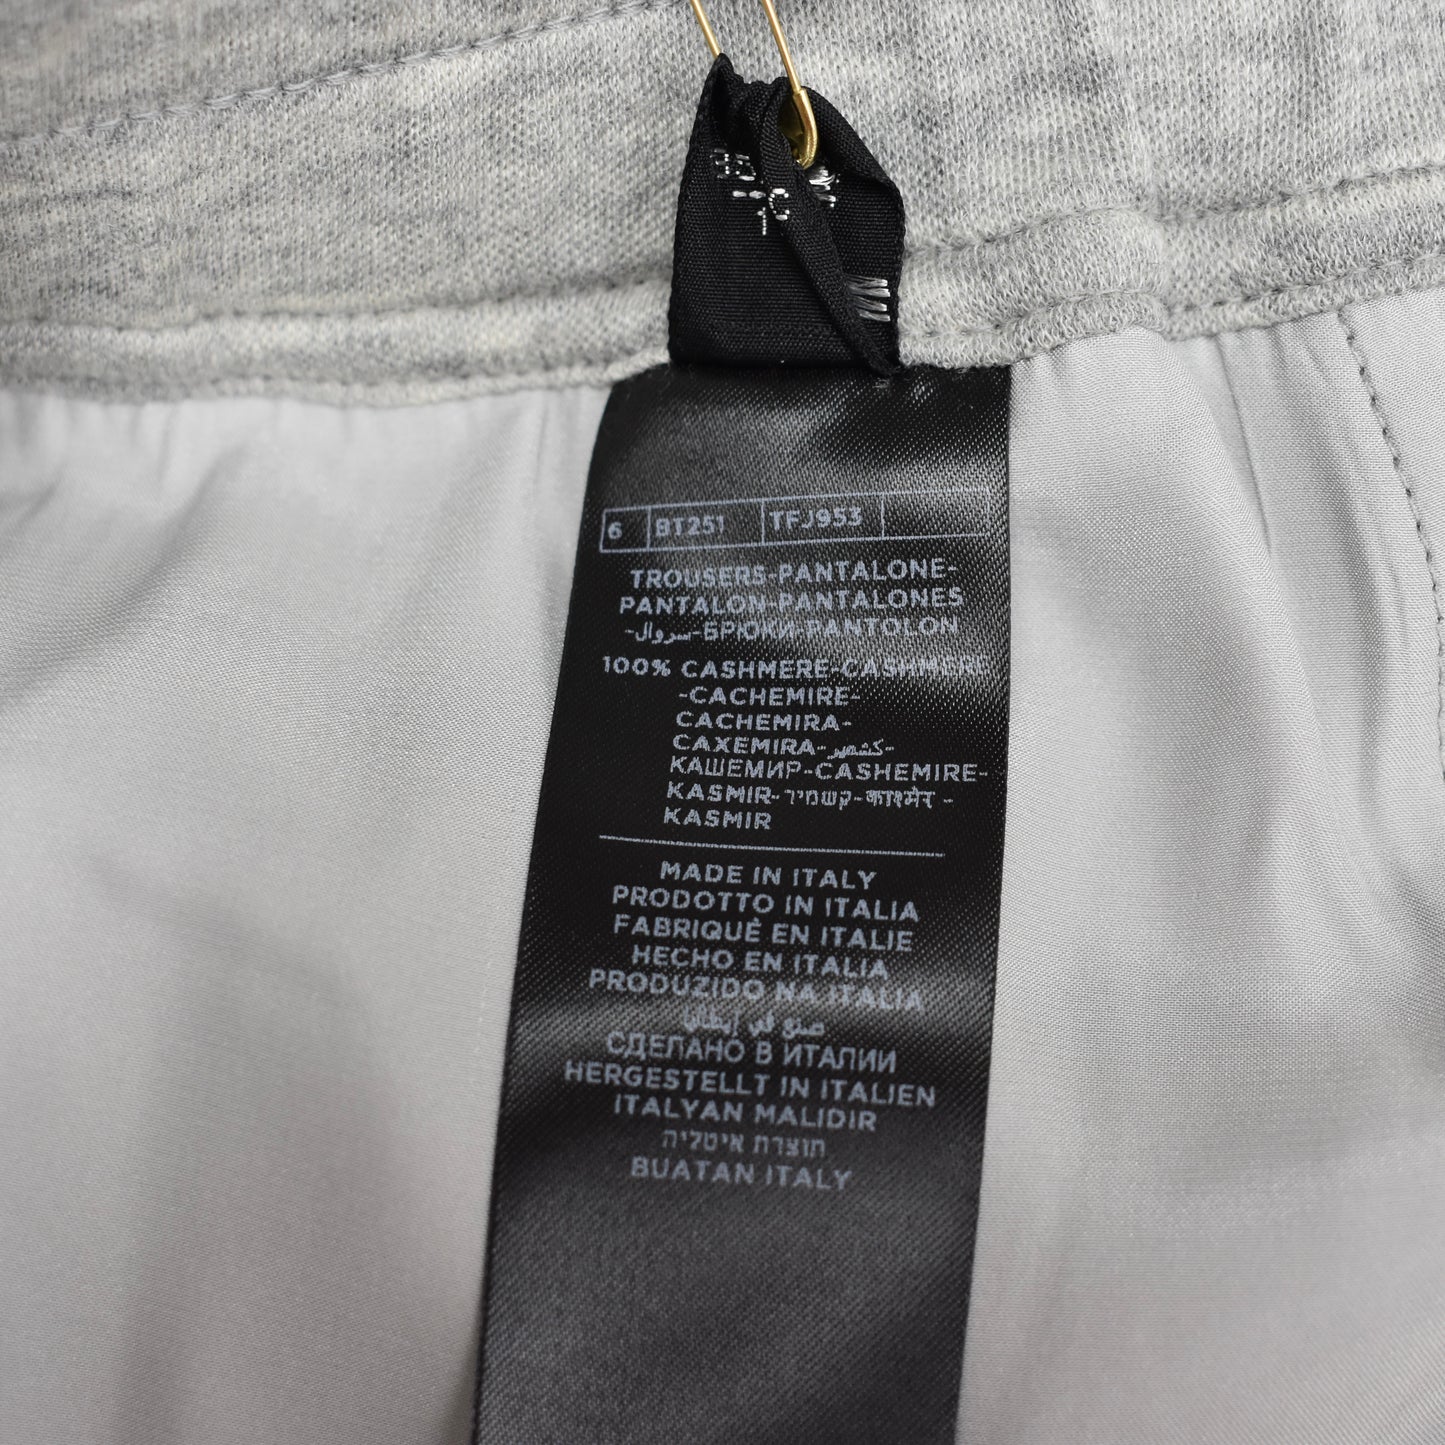 6 BT251 TFJ953
TROUSERS-PANTALONE-
PANTALON-PANTALONES
-سروال-БРЮКИ-PANTOLON
100% CASHMERE-CASHMERE
-CACHEMIRE-
CACHEMIRA-
CAXEMIRA-كشمير-
КАШЕМИР-CASHEMIRE-
KASMIR-קשמיר-काश्मेर-
KASMIR
MADE IN ITALY
PRODOTTO IN ITALIA
FABRIQUÈ EN ITALIE
HECHO EN ITALIA
PRODUZIDO NA ITALIA
صنع في إيطاليا
СДЕЛАНО В ИТАЛИИ
HERGESTELLT IN ITALIEN
ITALYAN MALIDIR
תוצרת איטליה
BUATAN ITALY